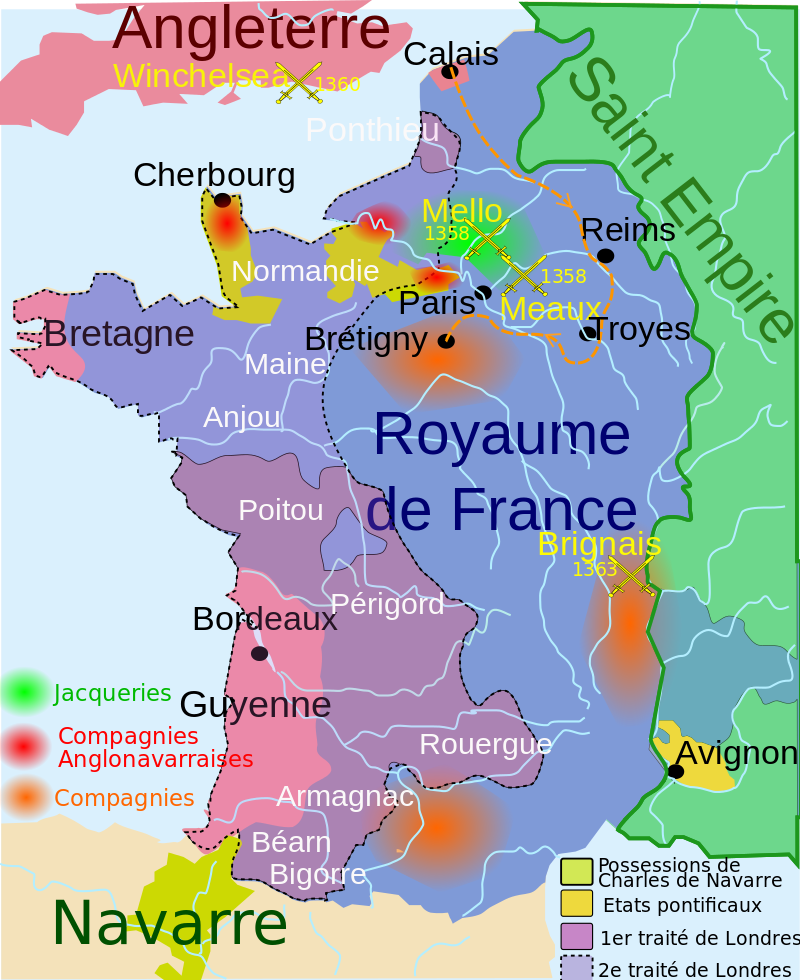 Angleterre
Winchelsea
1360
Calais
Ponthieu
Cherbourg
Saint Empire
Mello
1358
Reims
Normandie
1358
Paris
Meaux
Bretagne
Brétigny
Troyes
Maine
Anjou
Royaume
de France
Poitou
Brignais
1363
Périgord
Bordeaux
Jacqueries
Guyenne
Compagnies
Anglonavarraises
Rouergue
Avignon
Compagnies
Armagnac
Béarn
Bigorre
Navarre
Possessions de
Charles de Navarre
Etats pontificaux
1er traité de Londres
2e traité de Londres